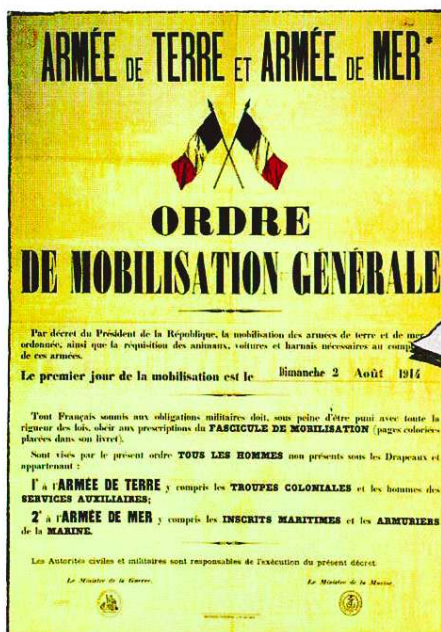 ARMÉE DE TERRE ET ARMÉE DE MER*
ORDRE
DE MOBILISATION GÉNÉRALE
Par décret du Président de la République, la mobilisation des armées de terre et de mer
ordonnée, ainsi que la réquisition des animaux, voitures et harnais nécessaires au
de ces armées.
Le premier jour de la mobilisation est le Dimanche 2 Août 1914
Tout Français soumis aux obligations militaires doit, sous peine d'être puni avec toute la
rigueur des lois, obéir aux prescriptions du FASCICULE DE MOBILISATION (pages coloriées
placées dans son livret).
Sont visés par le présent ordre TOUS LES HOMMES non présents sous les Drapeaux et
appartenant :
1° à l'ARMÉE DE TERRE y compris les TROUPES COLONIALES et les hommes des
SERVICES AUXILIAIRES;
2° à l'ARMÉE DE MER y compris les INSCRITS MARITIMES et les ARMURIERS
de la MARINE.
Les Autorités civiles et militaires sont responsables de l'exécution du présent décret.
Le Ministre de la Guerre, Le Ministre de la Marine,